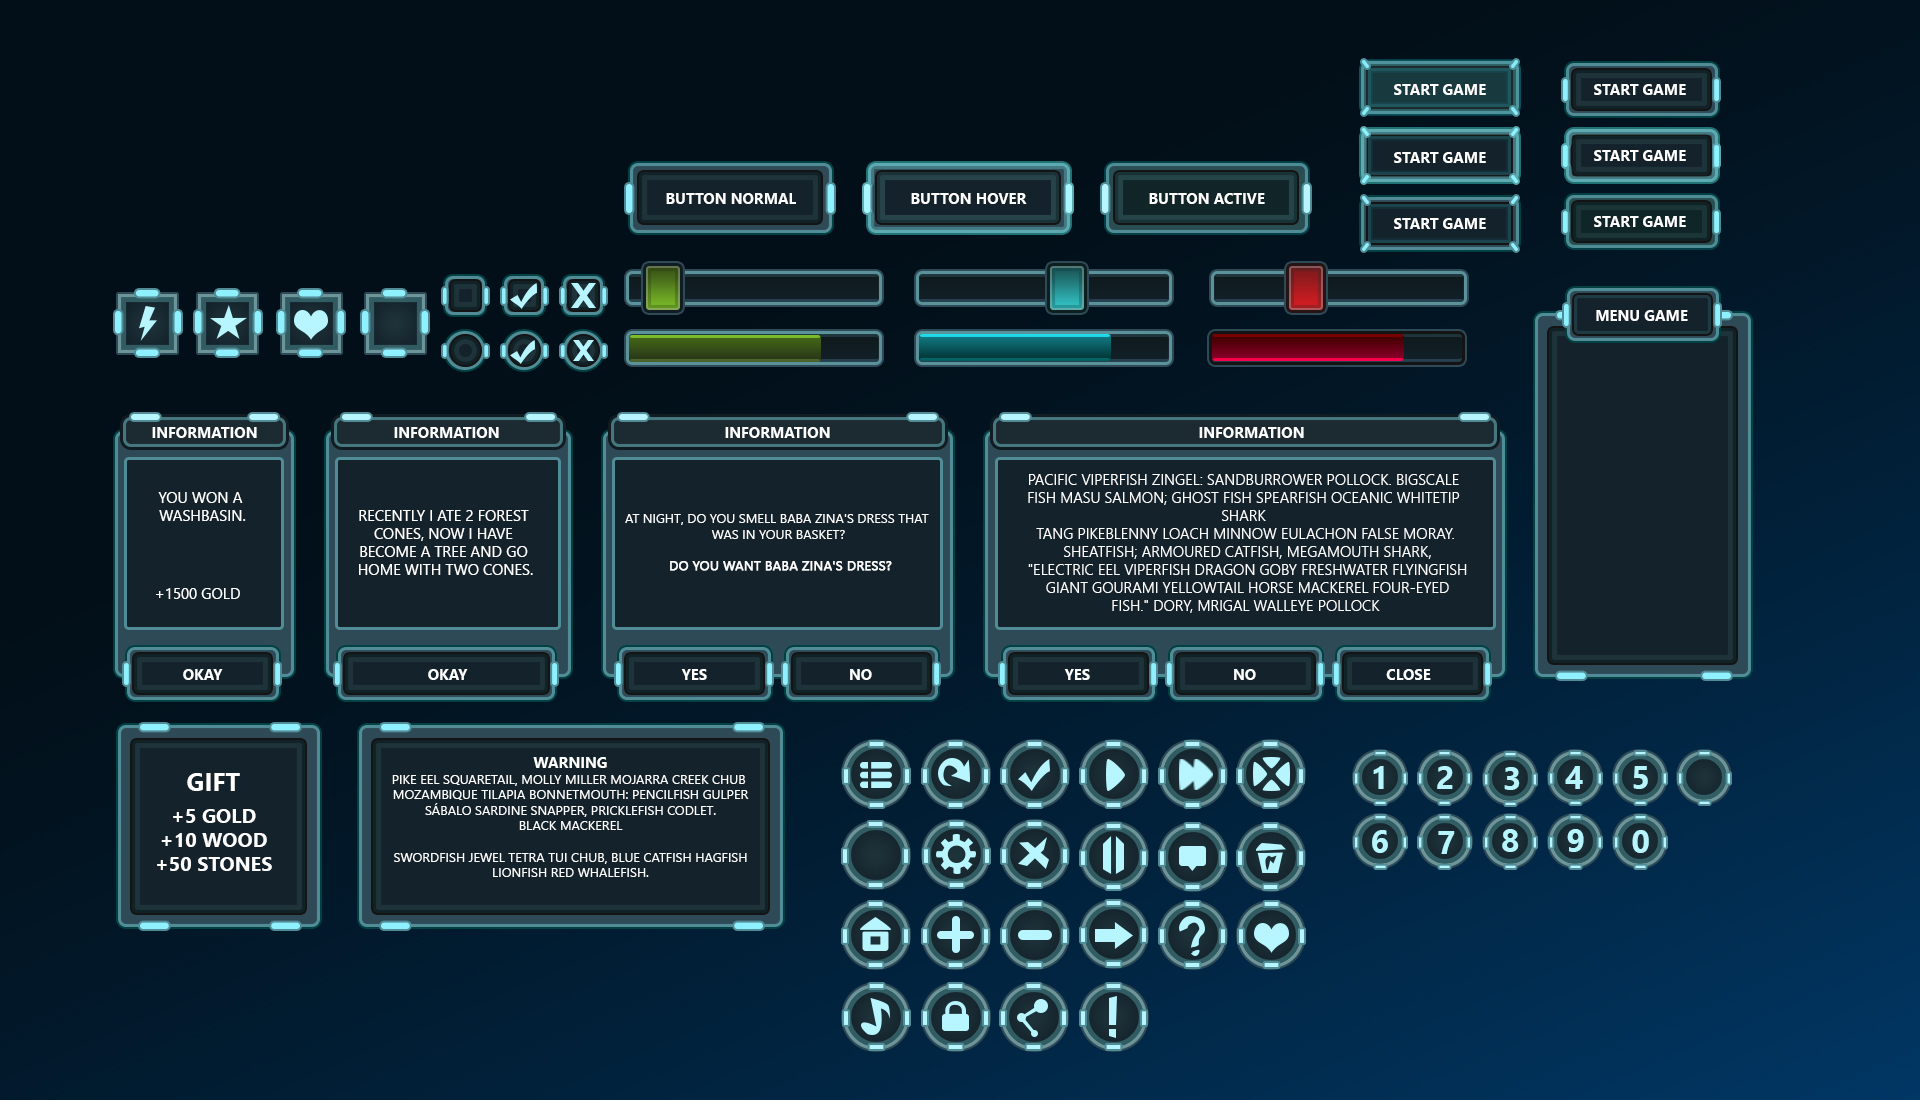 START GAME
START GAME
START GAME
START GAME
START GAME
START GAME
BUTTON NORMAL
BUTTON HOVER
BUTTON ACTIVE
X
X
MENU GAME
INFORMATION
YOU WON A
WASHBASIN.
+1500 GOLD
OKAY
INFORMATION
RECENTLY I ATE 2 FOREST
CONES, NOW I HAVE
BECOME A TREE AND GO
HOME WITH TWO CONES.
OKAY
INFORMATION
AT NIGHT, DO YOU SMELL BABA ZINA'S DRESS THAT
WAS IN YOUR BASKET?
DO YOU WANT BABA ZINA'S DRESS?
YES
NO
INFORMATION
PACIFIC VIPERFISH ZINGEL: SANDBURROWER POLLOCK. BIGSCALE
FISH MASU SALMON; GHOST FISH SPEARFISH OCEANIC WHITETIP
SHARK
TANG PIKEBLENNY LOACH MINNOW EULACHON FALSE MORAY.
SHEATFISH; ARMOURED CATFISH, MEGAMOUTH SHARK,
"ELECTRIC EEL VIPERFISH DRAGON GOBY FRESHWATER FLYINGFISH
GIANT GOURAMI YELLOWTAIL HORSE MACKEREL FOUR-EYED
FISH." DORY, MRIGAL WALLEYE POLLOCK
YES
NO
CLOSE
GIFT
+5 GOLD
+10 WOOD
+50 STONES
WARNING
PIKE EEL SQUARETAIL, MOLLY MILLER MOJARRA CREEK CHUB
MOZAMBIQUE TILAPIA BONNETMOUTH: PENCILFISH GULPER
SÁBALO SARDINE SNAPPER, PRICKLEFISH CODLET.
BLACK MACKEREL
SWORDFISH JEWEL TETRA TUI CHUB, BLUE CATFISH HAGFISH
LIONFISH RED WHALEFISH.
?
!
1 2 3 4 5
6 7 8 9 0